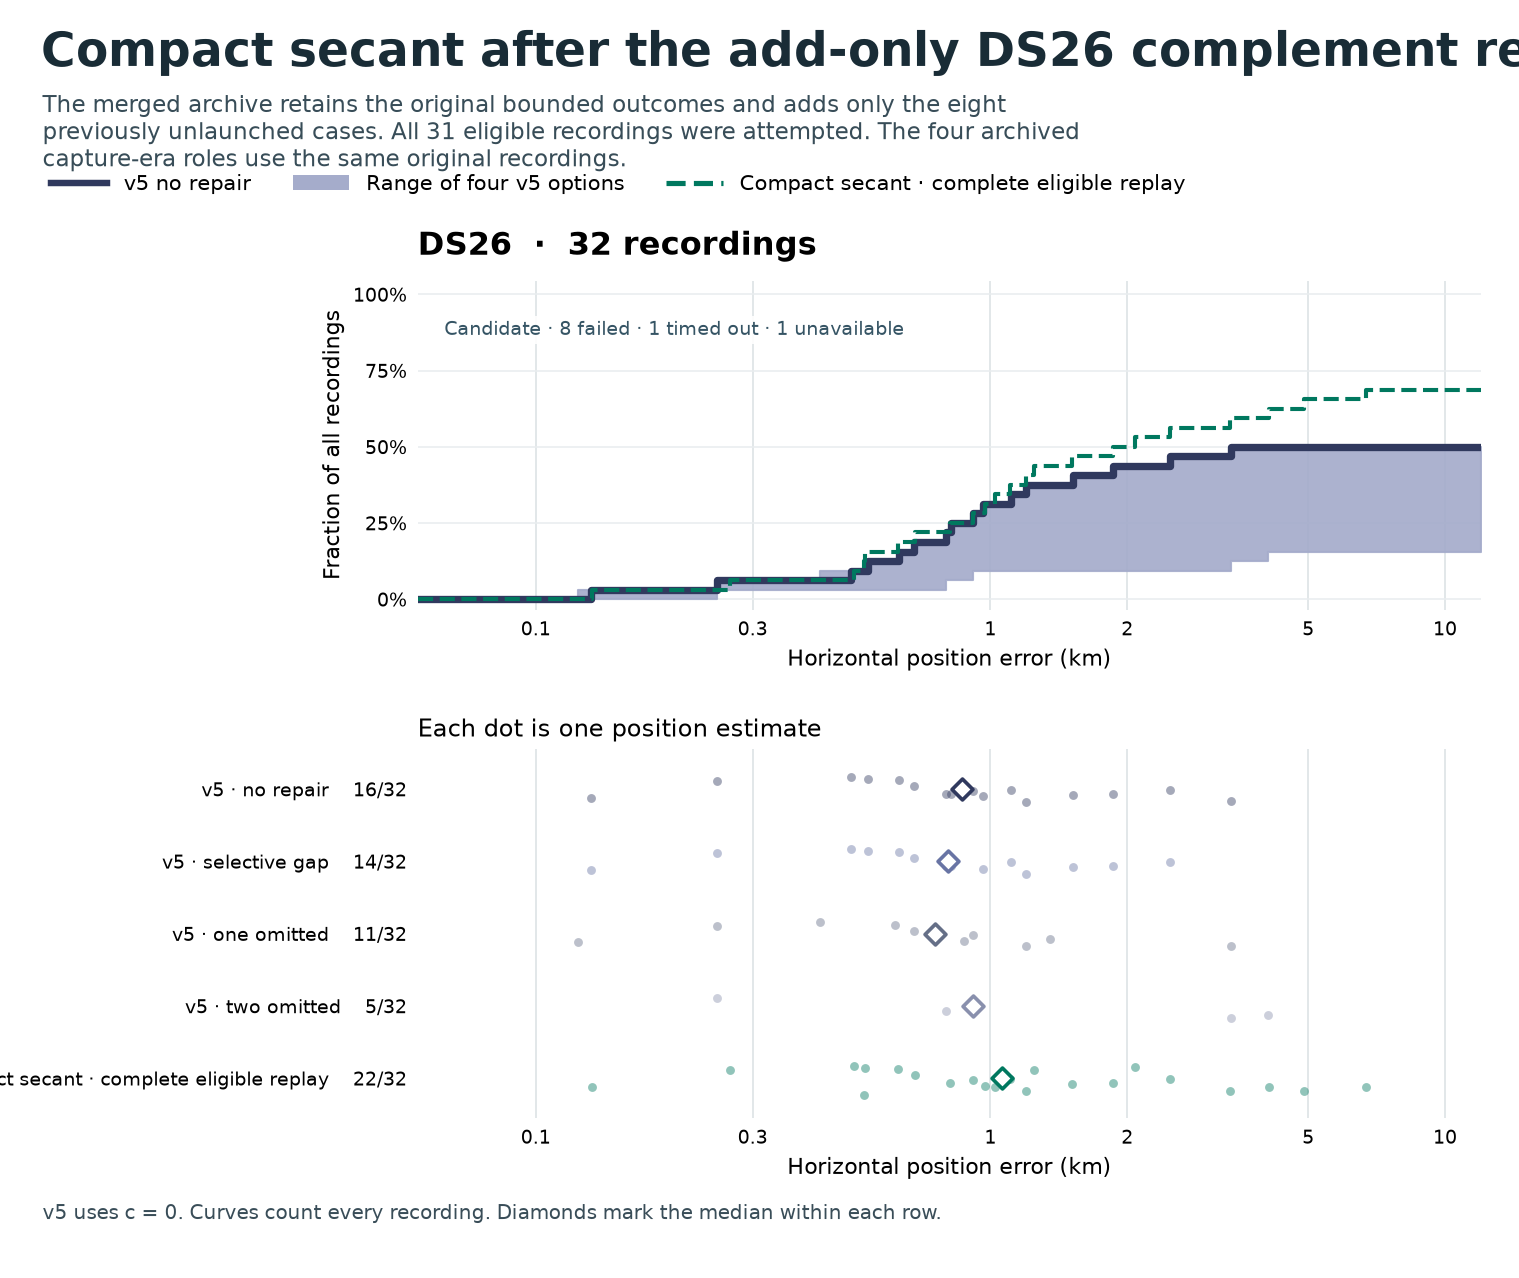 Compact secant after the add-only DS26 complement re
The merged archive retains the original bounded outcomes and adds only the eight
previously unlaunched cases. All 31 eligible recordings were attempted. The four archived
capture-era roles use the same original recordings.
v5 no repair
Range of four v5 options
Compact secant · complete eligible replay
DS26 · 32 recordings
100%
Candidate · 8 failed · 1 timed out · 1 unavailable
75%
50%
25%
0%
Fraction of all recordings
0.1 0.3 1 2 5 10
Horizontal position error (km)
Each dot is one position estimate
v5 · no repair 16/32
v5 · selective gap 14/32
v5 · one omitted 11/32
v5 · two omitted 5/32
ct secant · complete eligible replay 22/32
0.1 0.3 1 2 5 10
Horizontal position error (km)
v5 uses c = 0. Curves count every recording. Diamonds mark the median within each row.